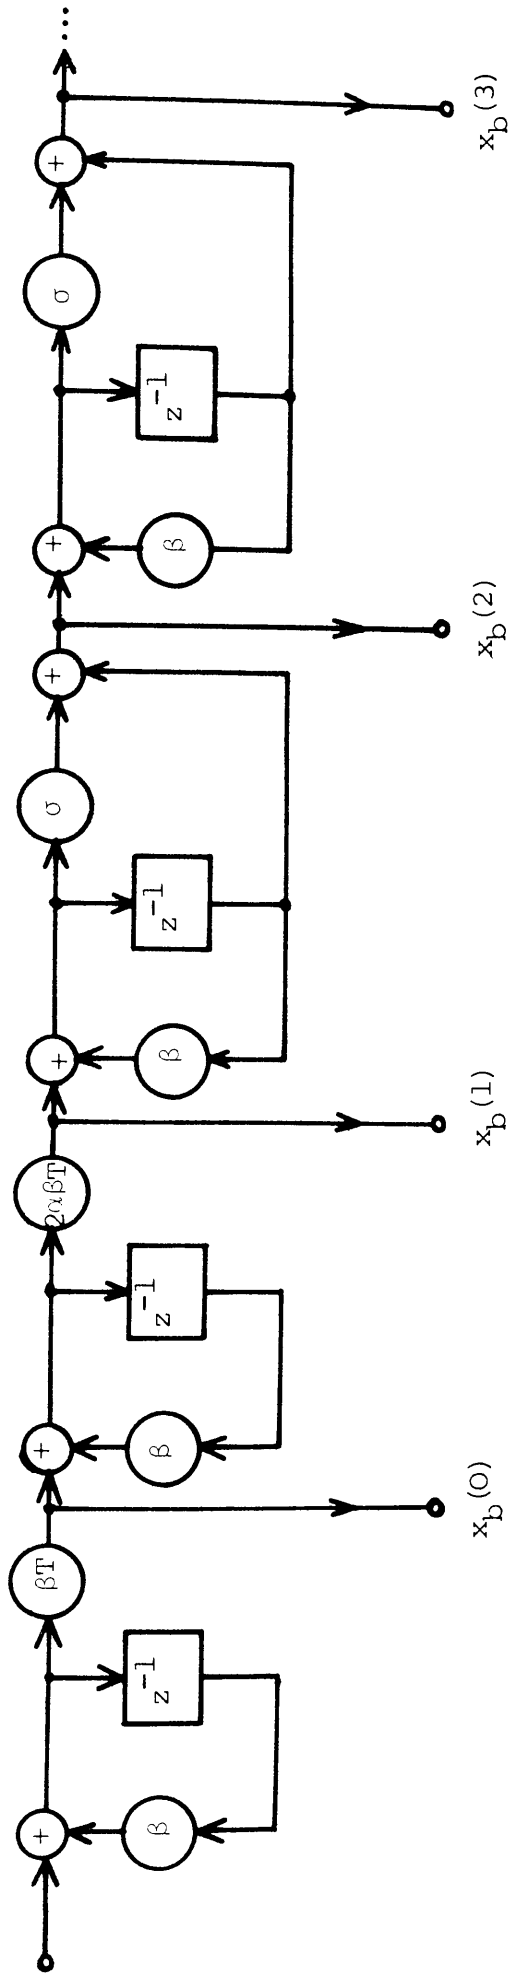 + βT + 2αβT + σ + + σ + ....
β z⁻¹ β z⁻¹ β z⁻¹ β z⁻¹
x_b(0) x_b(1) x_b(2) x_b(3)